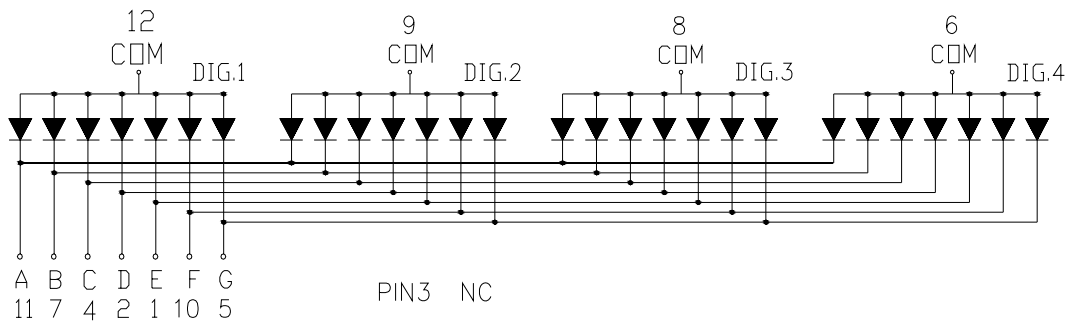 12 9 8 6
COM COM COM COM
DIG.1 DIG.2 DIG.3 DIG.4
A B C D E F G
11 7 4 2 1 10 5
PIN3 NC